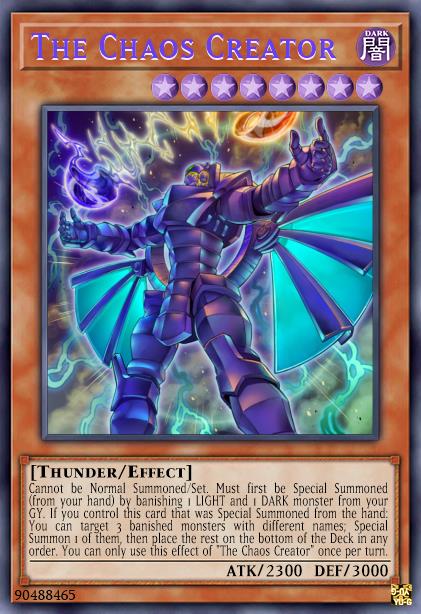 The Chaos Creator
DARK
闇
[Thunder/Effect]
Cannot be Normal Summoned/Set. Must first be Special Summoned
(from your hand) by banishing 1 LIGHT and 1 DARK monster from your
GY. If you control this card that was Special Summoned from the hand:
You can target 3 banished monsters with different names; Special
Summon 1 of them, then place the rest on the bottom of the Deck in any
order. You can only use this effect of "The Chaos Creator" once per turn.
ATK/2300 DEF/3000
90488465